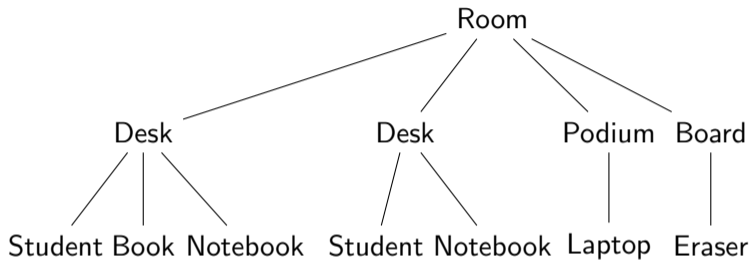 Room
Desk Desk Podium Board
Student Book Notebook Student Notebook Laptop Eraser